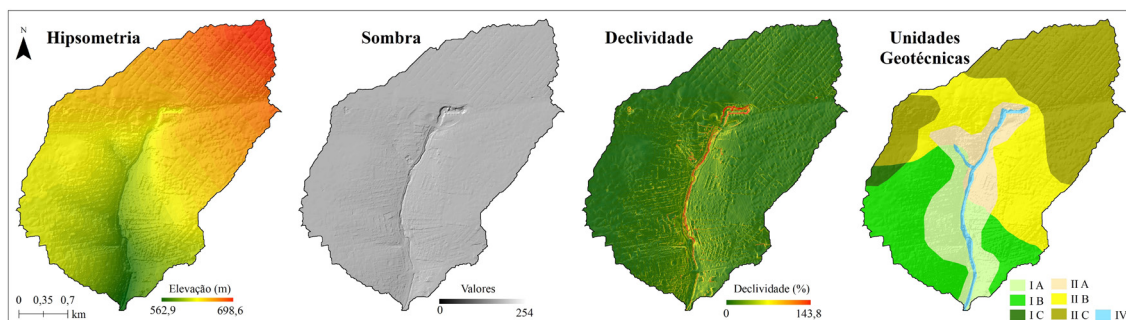 N
Hipsometria
Elevação (m)
562,9 698,6
0 0,35 0,7
km
Sombra
Valores
0 254
Declividade
Declividade (%)
0 143,8
Unidades
Geotécnicas
I A II A
I B II B
I C II C IV